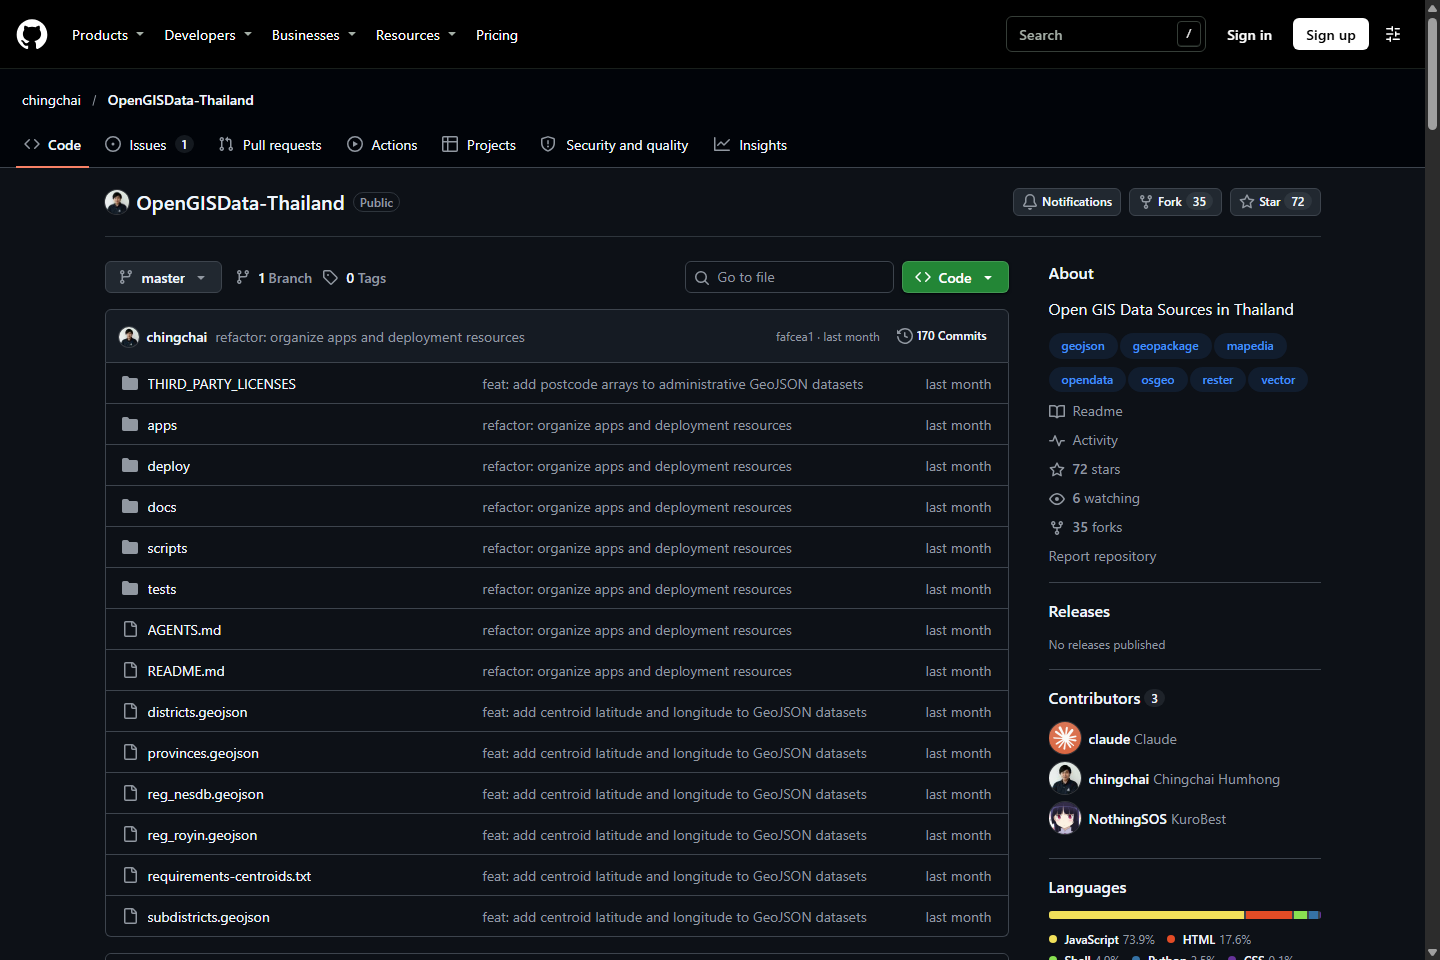 Products Developers Businesses Resources Pricing Search / Sign in Sign up
chingchai / OpenGISData-Thailand
Code Issues 1 Pull requests Actions Projects Security and quality Insights
OpenGISData-Thailand Public Notifications Fork 35 Star 72
master 1 Branch 0 Tags Go to file Code
chingchai refactor: organize apps and deployment resources fafcea1 · last month 170 Commits
THIRD_PARTY_LICENSES feat: add postcode arrays to administrative GeoJSON datasets last month
apps refactor: organize apps and deployment resources last month
deploy refactor: organize apps and deployment resources last month
docs refactor: organize apps and deployment resources last month
scripts refactor: organize apps and deployment resources last month
tests refactor: organize apps and deployment resources last month
AGENTS.md refactor: organize apps and deployment resources last month
README.md refactor: organize apps and deployment resources last month
districts.geojson feat: add centroid latitude and longitude to GeoJSON datasets last month
provinces.geojson feat: add centroid latitude and longitude to GeoJSON datasets last month
reg_nesdb.geojson feat: add centroid latitude and longitude to GeoJSON datasets last month
reg_royin.geojson feat: add centroid latitude and longitude to GeoJSON datasets last month
requirements-centroids.txt feat: add centroid latitude and longitude to GeoJSON datasets last month
subdistricts.geojson feat: add centroid latitude and longitude to GeoJSON datasets last month
About
Open GIS Data Sources in Thailand
geojson geopackage mapedia
opendata osgeo rester vector
Readme
Activity
72 stars
6 watching
35 forks
Report repository
Releases
No releases published
Contributors 3
claude Claude
chingchai Chingchai Humhong
NothingSOS KuroBest
Languages
JavaScript 73.9% HTML 17.6%
Shell 4.9% Python 3.5% CSS 0.1%